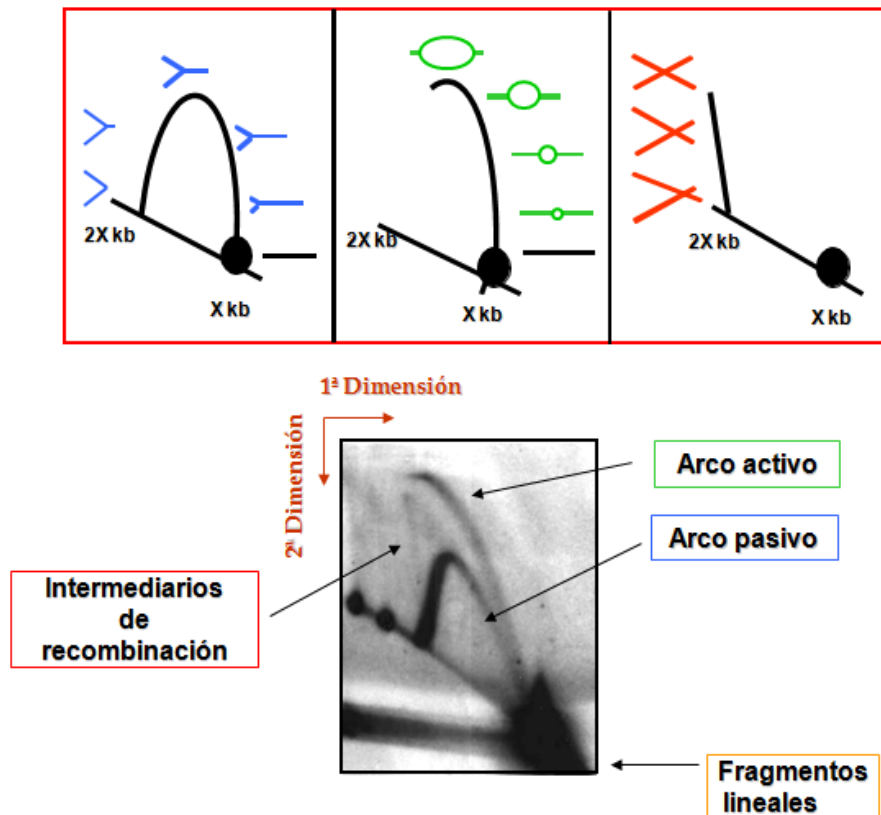 2X kb
X kb
2X kb
X kb
2X kb
X kb
1ª Dimensión
2ª Dimensión
Arco activo
Arco pasivo
Intermediarios
de
recombinación
Fragmentos
lineales